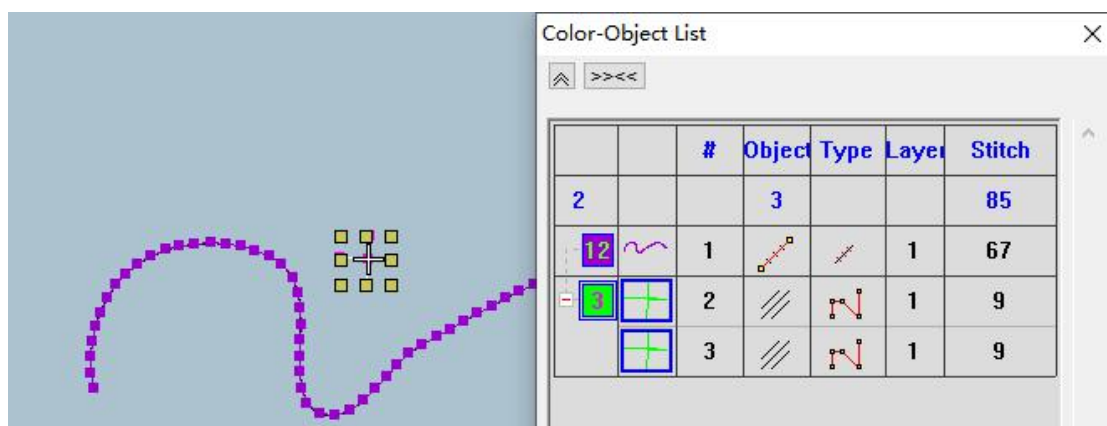 Color-Object List
>><<
# Object Type Layer Stitch
2 3 85
12 1 1 67
3 2 1 9
3 1 9